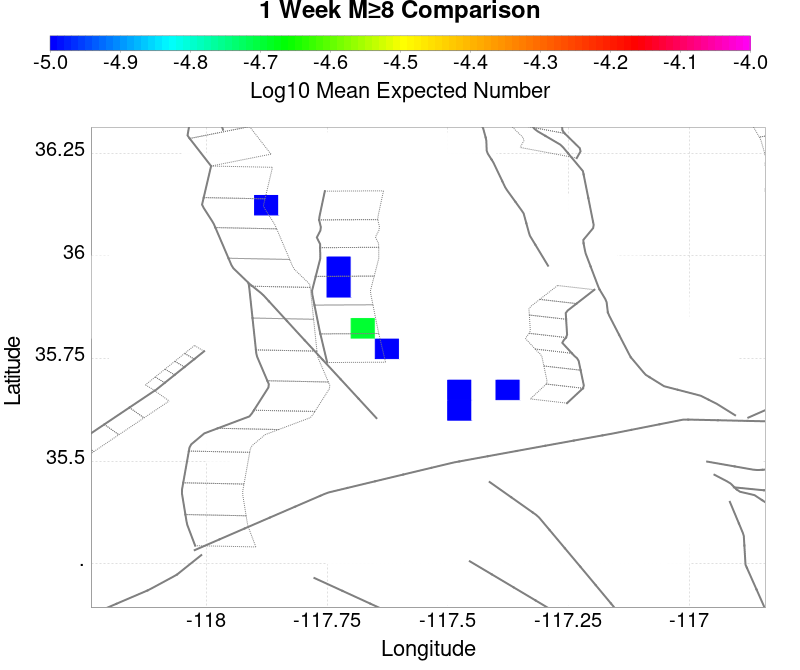 1 Week M≥8 Comparison
-5.0 -4.9 -4.8 -4.7 -4.6 -4.5 -4.4 -4.3 -4.2 -4.1 -4.0
Log10 Mean Expected Number
36.25
36
35.75
35.5
.
Latitude
-118 -117.75 -117.5 -117.25 -117
Longitude